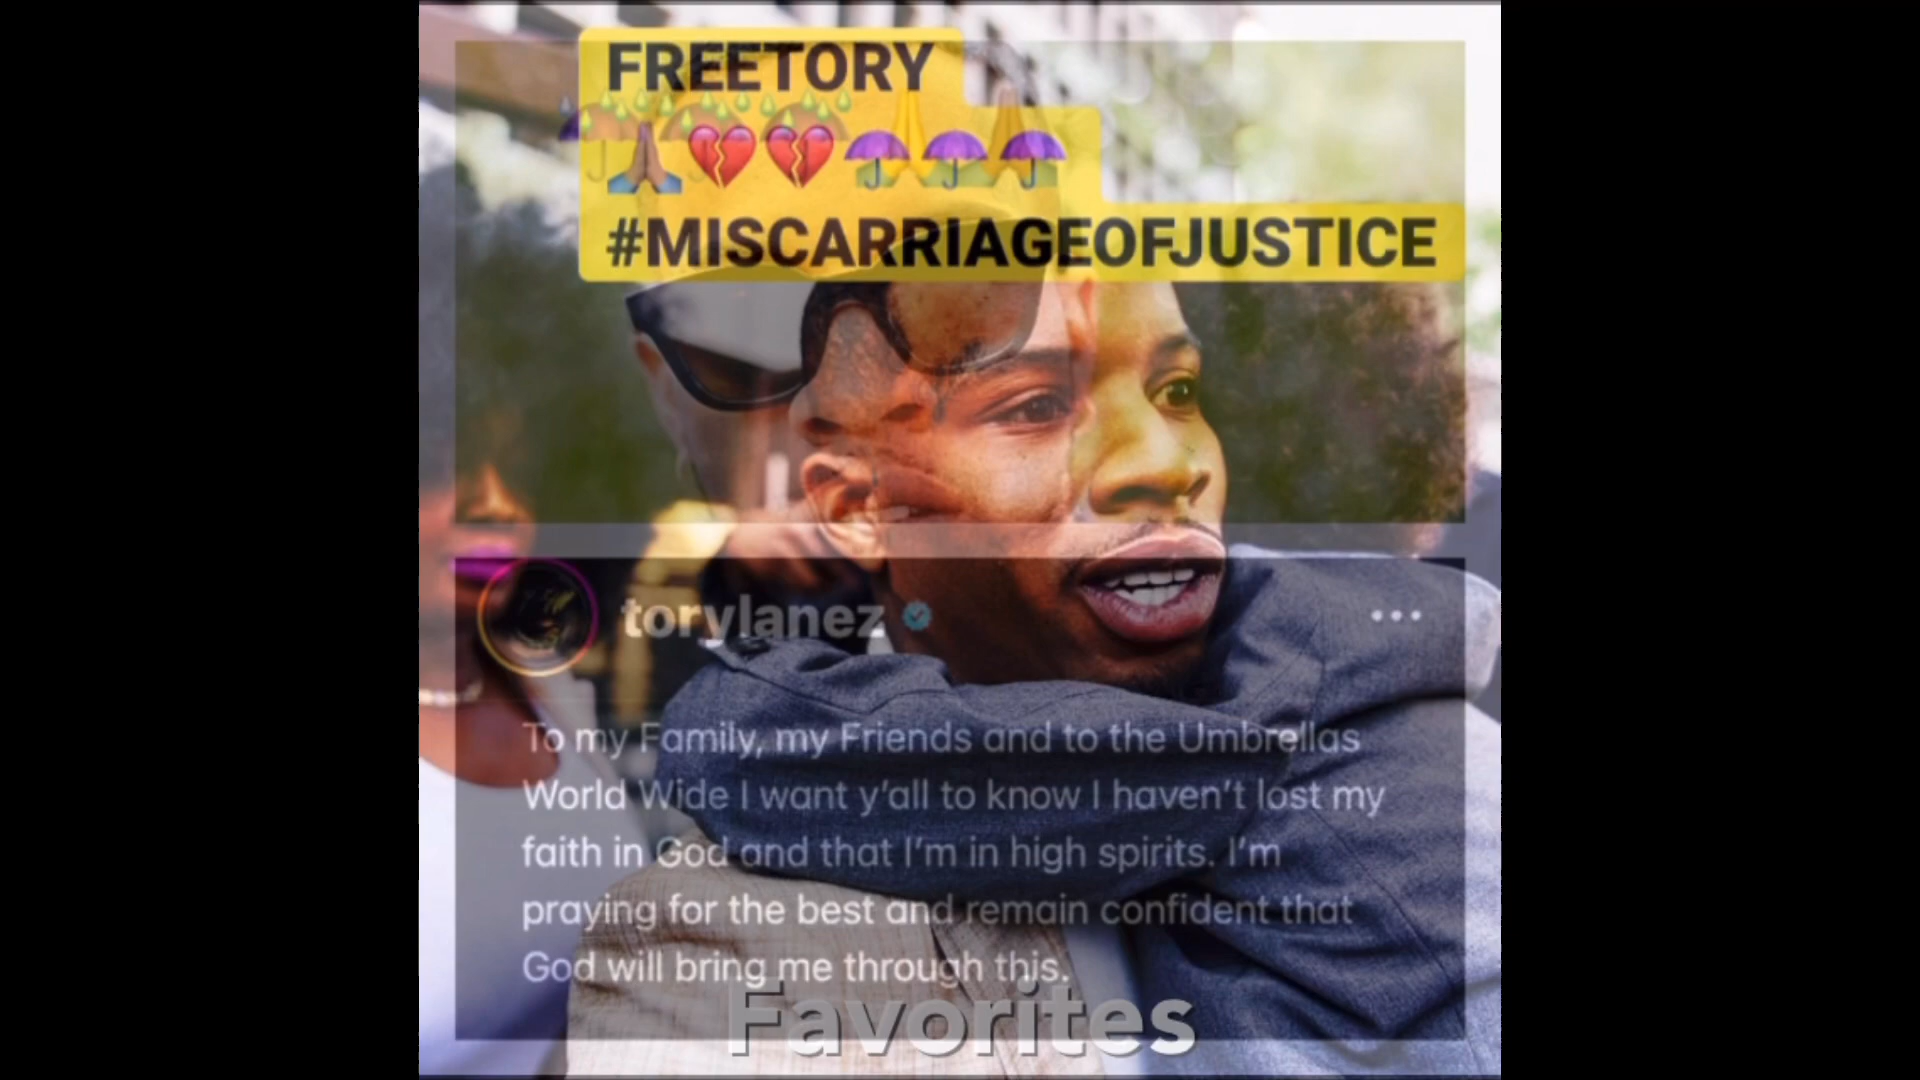 FREETORY
#MISCARRIAGEOFJUSTICE
torylanez
To my Family, my Friends and to the Umbrellas
World Wide I want y'all to know I haven't lost my
faith in God and that I'm in high spirits. I'm
praying for the best and remain confident that
God will bring me through this.
Favorites